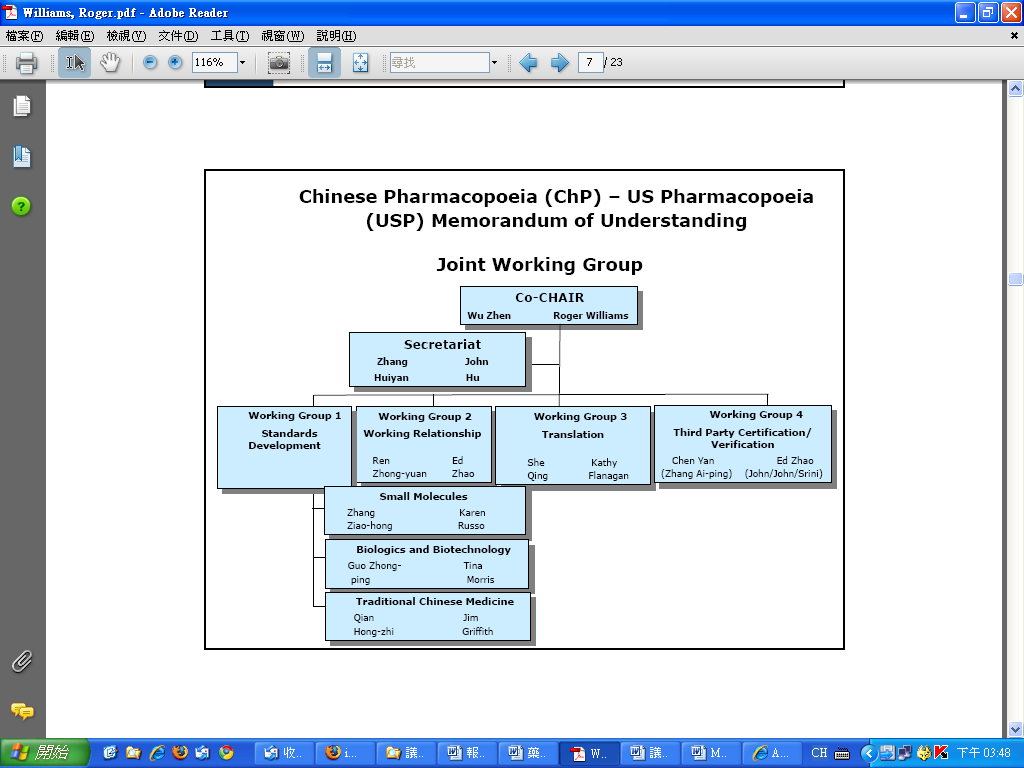 Williams, Roger.pdf - Adobe Reader
檔案(F) 編輯(E) 檢視(V) 文件(D) 工具(T) 視窗(W) 說明(H)
116% 尋找 7 / 23
Chinese Pharmacopoeia (ChP) – US Pharmacopoeia
(USP) Memorandum of Understanding
Joint Working Group
Co-CHAIR
Wu Zhen Roger Williams
Secretariat
Zhang John
Huiyan Hu
Working Group 1
Standards
Development
Working Group 2
Working Relationship
Ren Ed
Zhong-yuan Zhao
Working Group 3
Translation
She Kathy
Qing Flanagan
Working Group 4
Third Party Certification/
Verification
Chen Yan Ed Zhao
(Zhang Ai-ping) (John/John/Srini)
Small Molecules
Zhang Karen
Ziao-hong Russo
Biologics and Biotechnology
Guo Zhong- Tina
ping Morris
Traditional Chinese Medicine
Qian Jim
Hong-zhi Griffith
開始 收.. i... 議.. 報.. 藥.. W.. 議.. M.. A... CH 下午 03:48